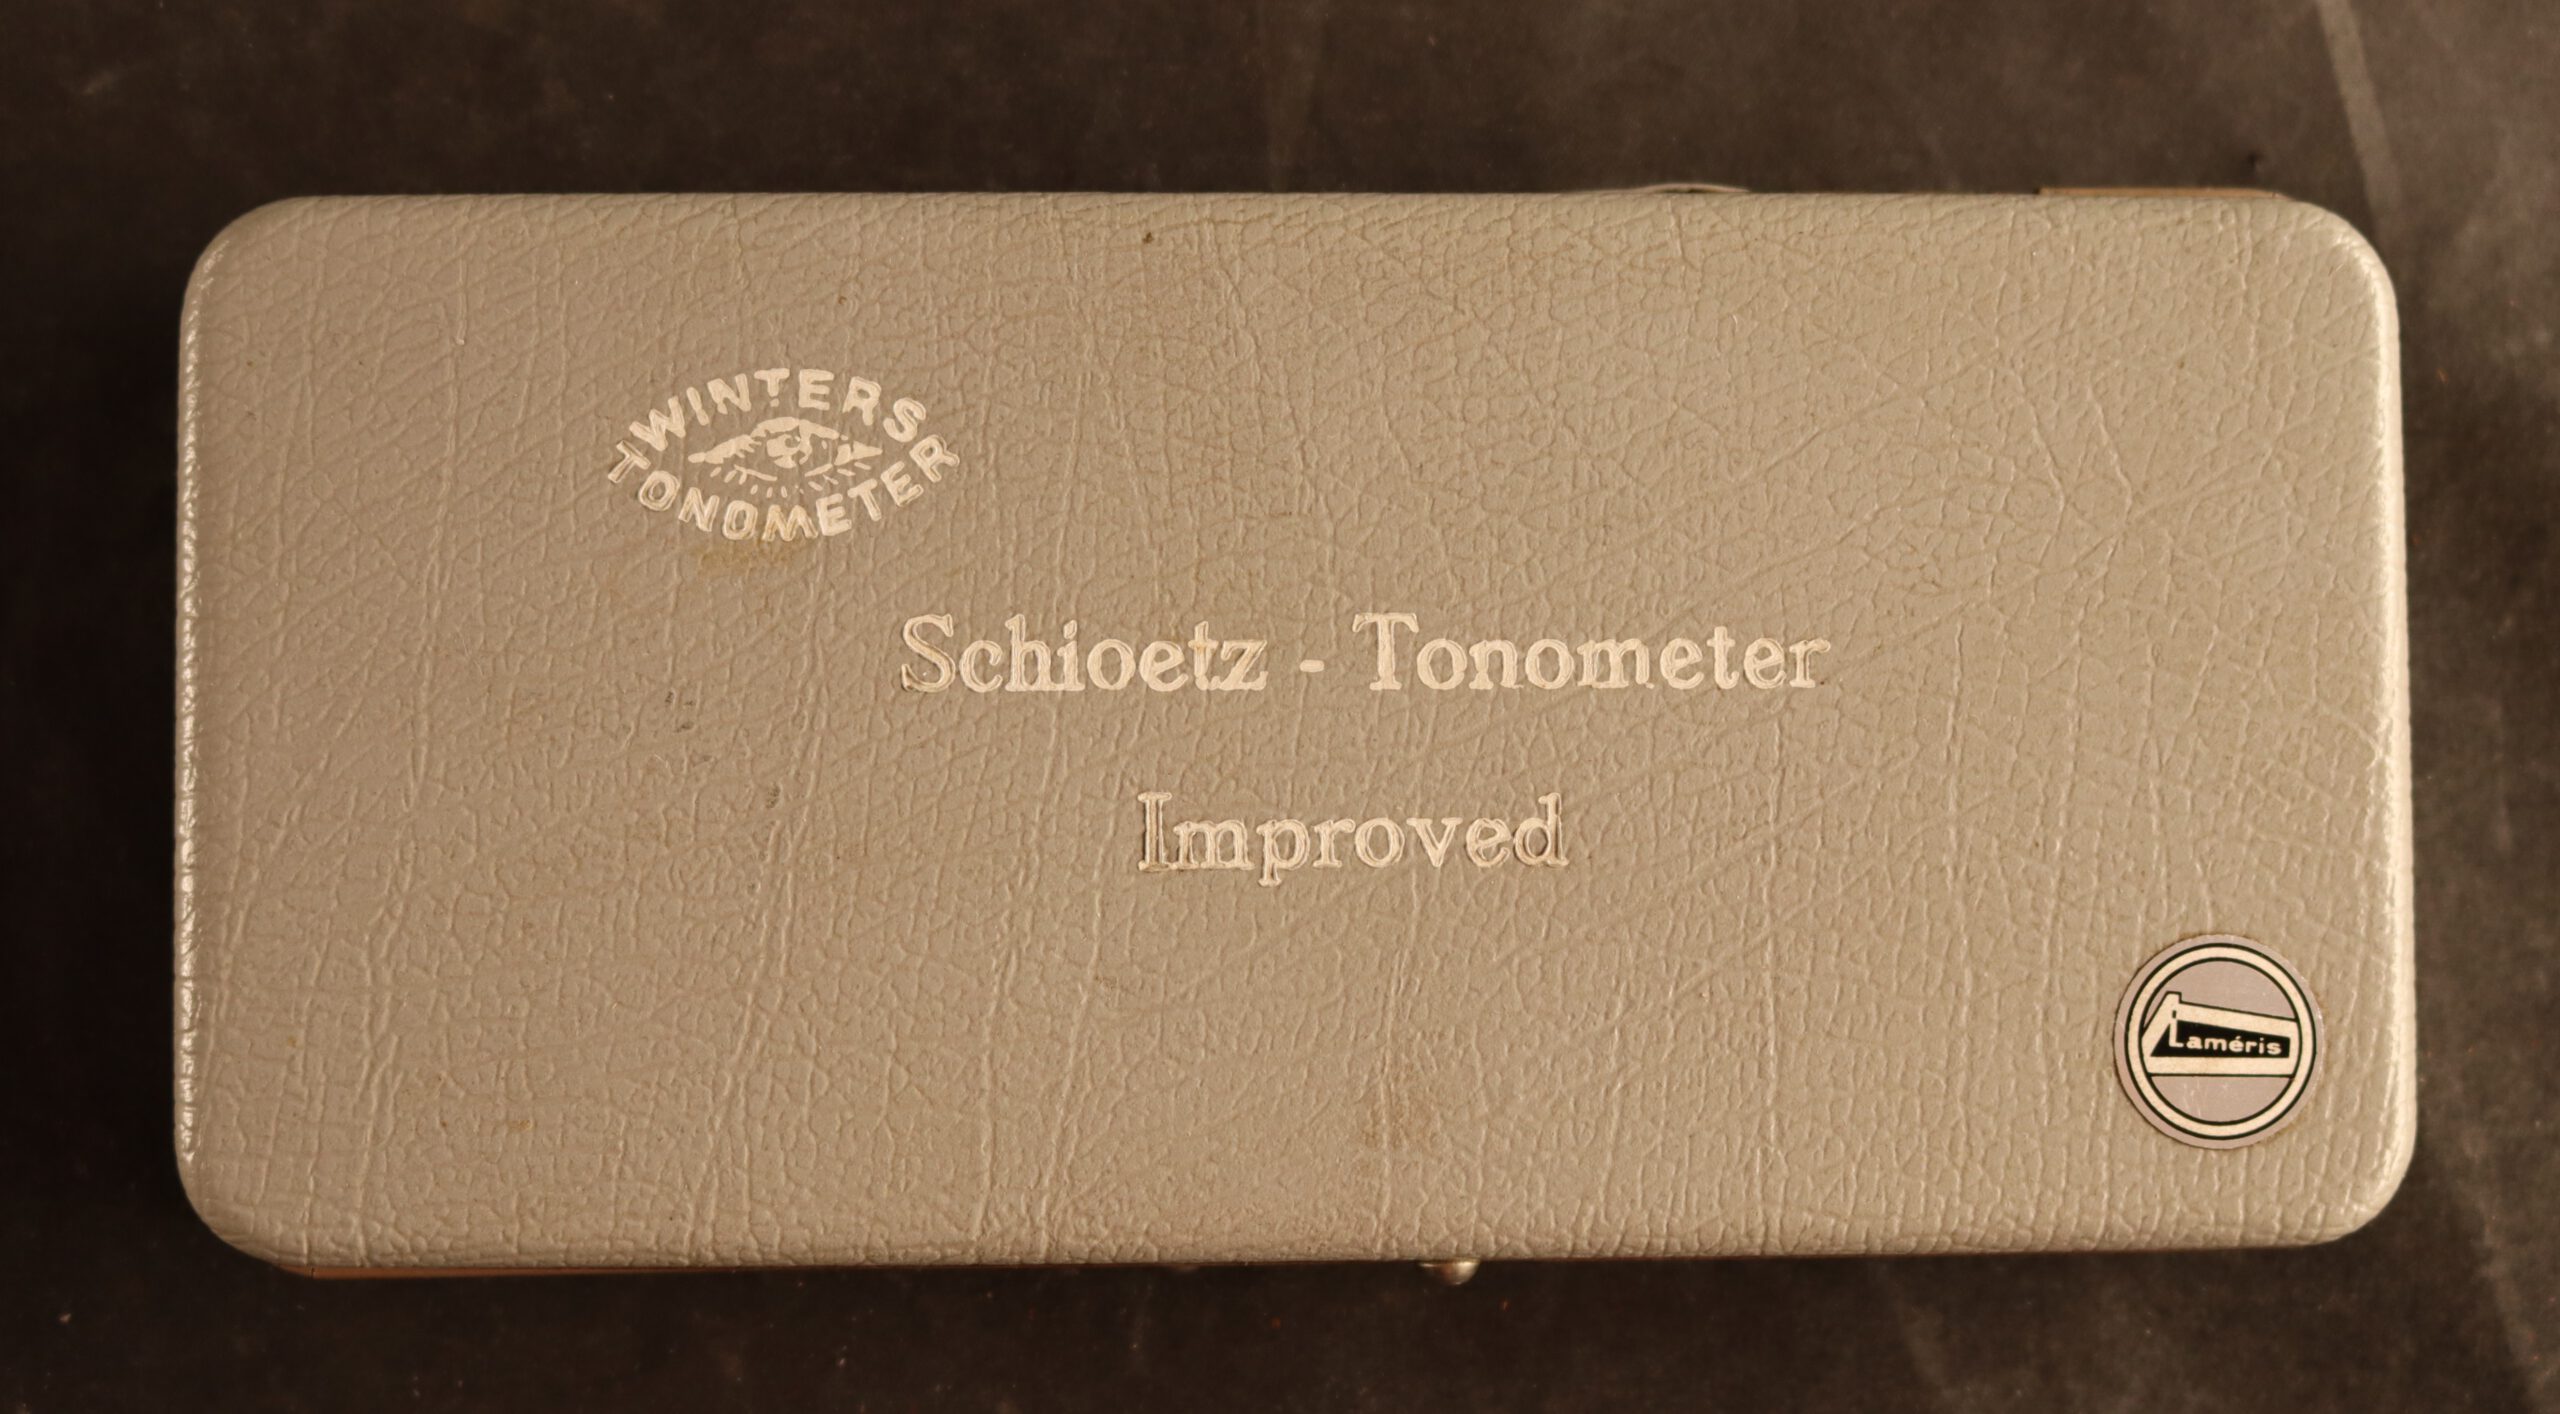 WINTERS
TONOMETER
Schioetz - Tonometer
Improved
Laméris